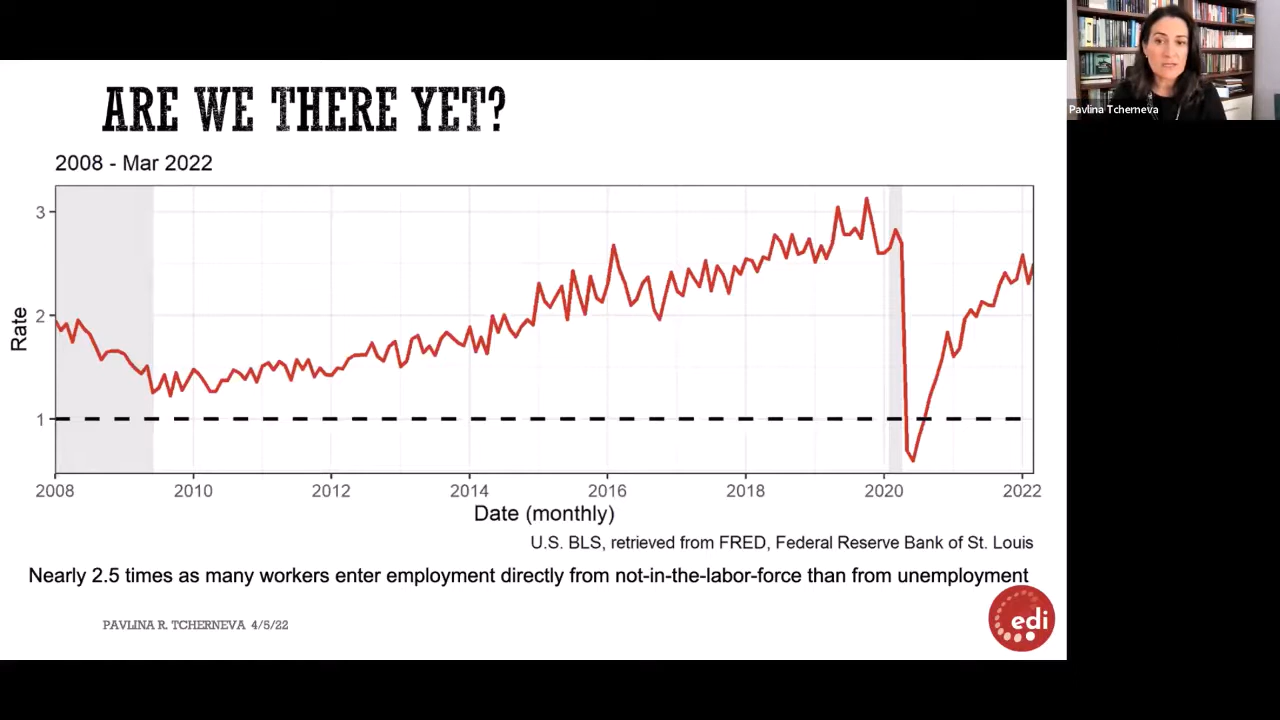 Pavlina Tcherneva
ARE WE THERE YET?
2008 - Mar 2022
Rate
3
2
1
2008 2010 2012 2014 2016 2018 2020 2022
Date (monthly)
U.S. BLS, retrieved from FRED, Federal Reserve Bank of St. Louis
Nearly 2.5 times as many workers enter employment directly from not-in-the-labor-force than from unemployment
PAVLINA R. TCHERNEVA 4/5/22
edi